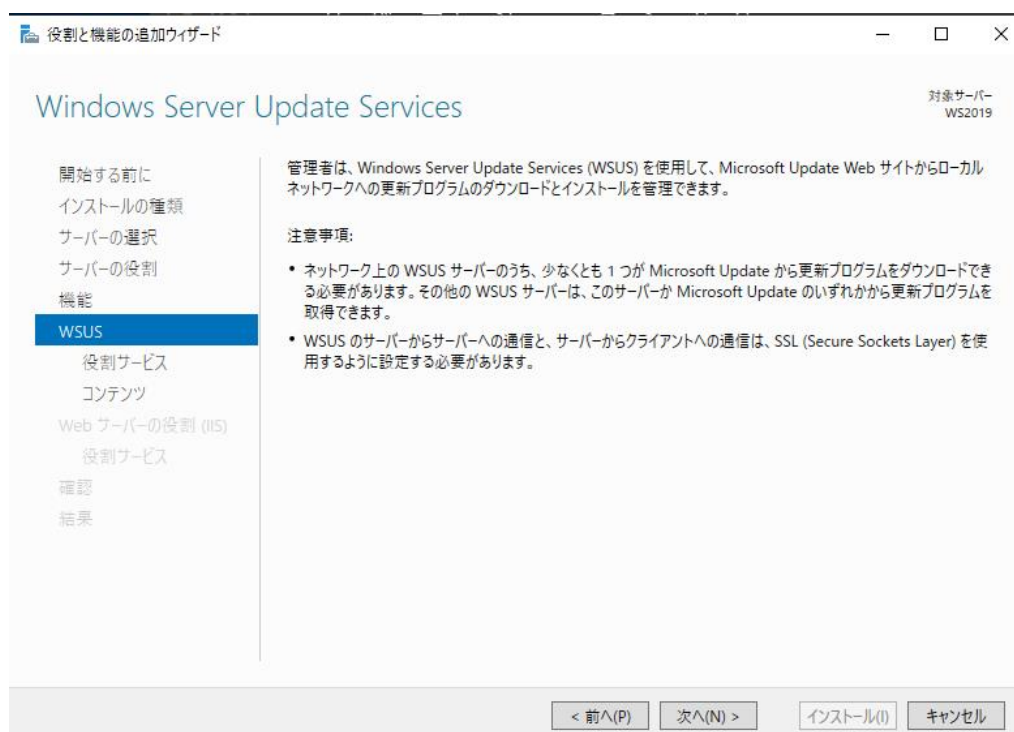 役割と機能の追加ウィザード
Windows Server Update Services
対象サーバー
WS2019
開始する前に
インストールの種類
サーバーの選択
サーバーの役割
機能
WSUS
役割サービス
コンテンツ
Web サーバーの役割 (IIS)
役割サービス
確認
結果
管理者は、Windows Server Update Services (WSUS) を使用して、Microsoft Update Web サイトからローカル
ネットワークへの更新プログラムのダウンロードとインストールを管理できます。
注意事項:
• ネットワーク上の WSUS サーバーのうち、少なくとも 1 つが Microsoft Update から更新プログラムをダウンロードでき
る必要があります。その他の WSUS サーバーは、このサーバーか Microsoft Update のいずれかから更新プログラムを
取得できます。
• WSUS のサーバーからサーバーへの通信と、サーバーからクライアントへの通信は、SSL (Secure Sockets Layer) を使
用するように設定する必要があります。
< 前へ(P)
次へ(N) >
インストール(I)
キャンセル